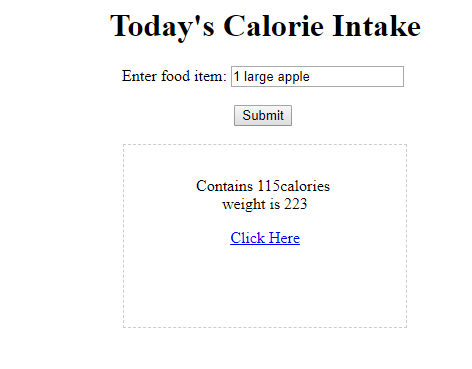 Today's Calorie Intake
Enter food item: 1 large apple
Submit
Contains 115calories
weight is 223
Click Here